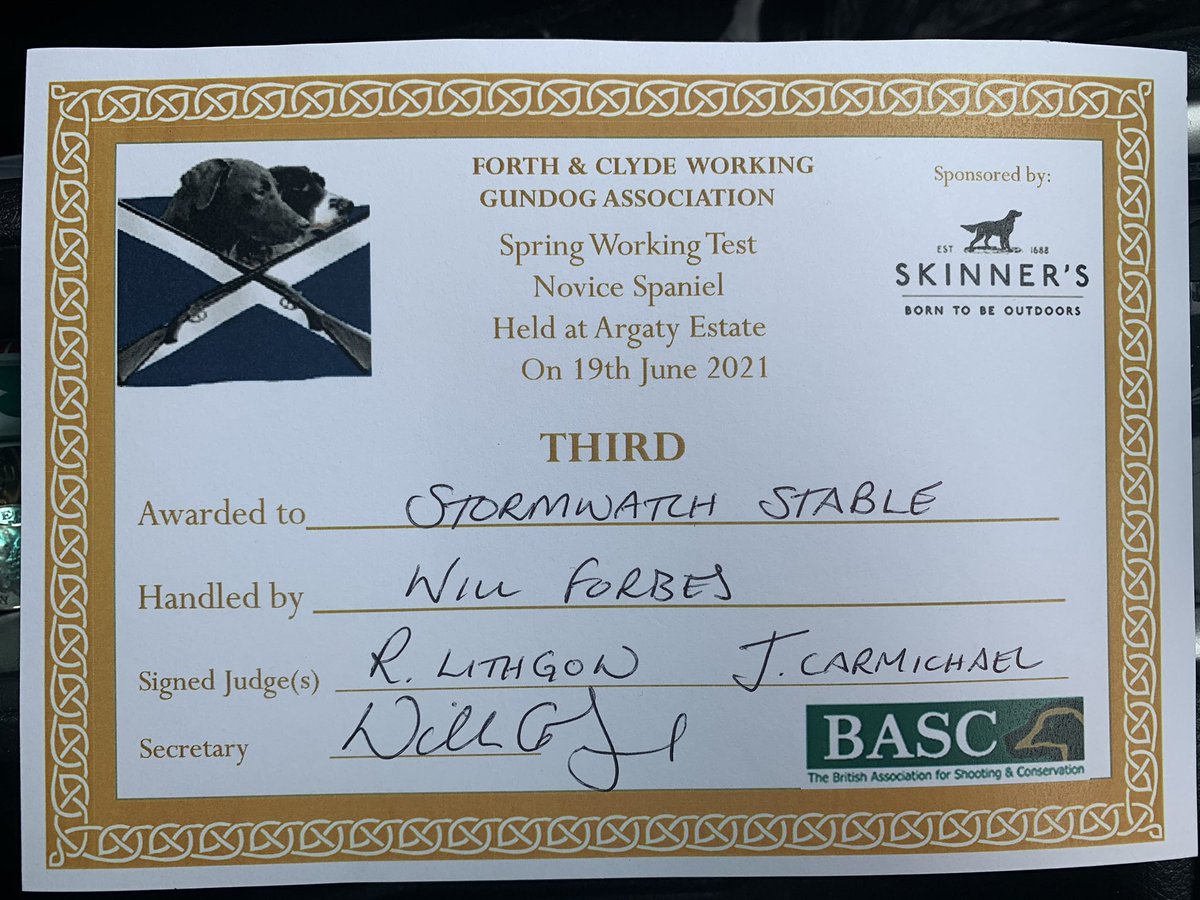 FORTH & CLYDE WORKING
GUNDOG ASSOCIATION
Spring Working Test
Novice Spaniel
Held at Argaty Estate
On 19th June 2021
Sponsored by:
EST 1688
SKINNER'S
BORN TO BE OUTDOORS
THIRD
Awarded to STORMWATCH STABLE
Handled by WILL FORBES
Signed Judge(s) R. LITHGOW J. CARMICHAEL
Secretary
BASC
The British Association for Shooting & Conservation